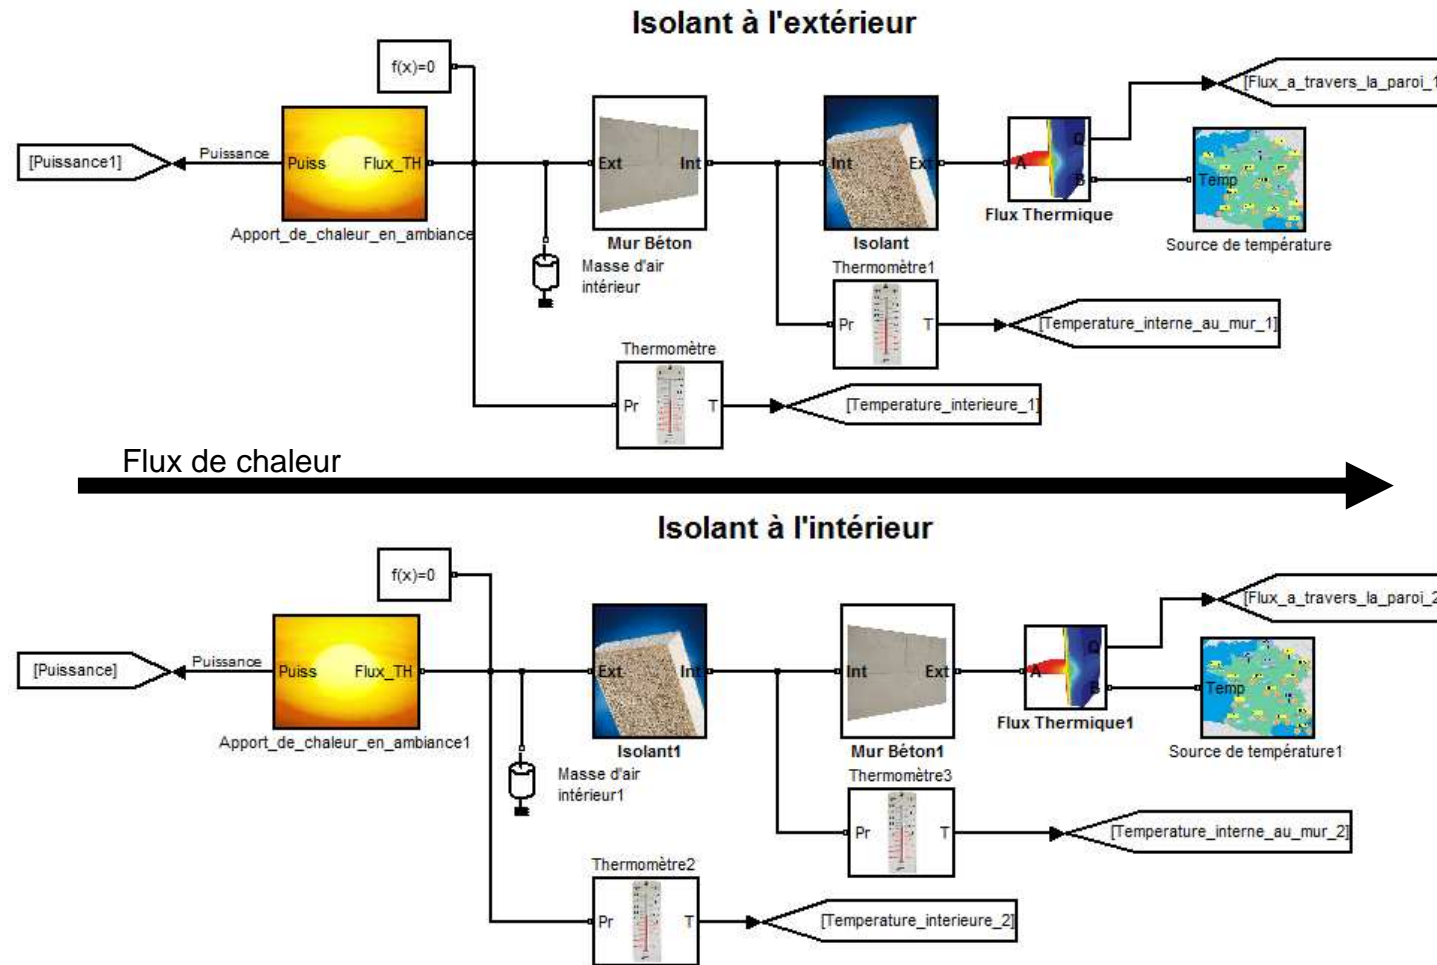 Isolant à l'extérieur
f(x)=0
[Flux_a_travers_la_paroi_1
[Puissance1]
Puissance
Puiss
Flux_TH
Ext
Int
Int
Ext
A
Q
B
Temp
Apport_de_chaleur_en_ambiance
Mur Béton
Isolant
Flux Thermique
Source de température
Masse d'air
intérieur
Thermomètre1
Pr
T
[Temperature_interne_au_mur_1]
Thermomètre
Pr
T
[Temperature_interieure_1]
Flux de chaleur
Isolant à l'intérieur
f(x)=0
[Flux_a_travers_la_paroi_2
[Puissance]
Puissance
Puiss
Flux_TH
Ext
Int
Int
Ext
A
Q
B
Temp
Apport_de_chaleur_en_ambiance1
Isolant1
Mur Béton1
Flux Thermique1
Source de température1
Masse d'air
intérieur1
Thermomètre3
Pr
T
[Temperature_interne_au_mur_2]
Thermomètre2
Pr
T
[Temperature_interieure_2]